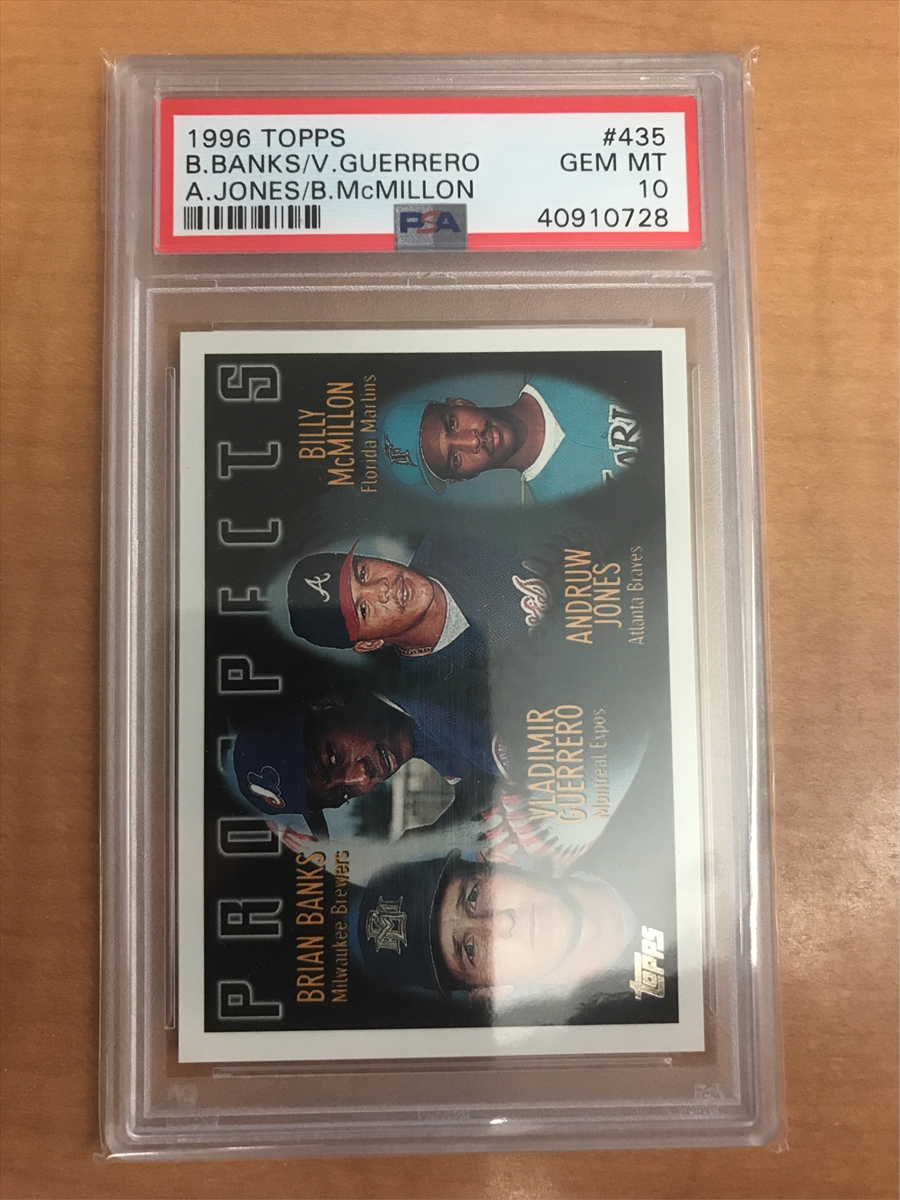 1996 TOPPS #435
B.BANKS/V.GUERRERO GEM MT
A.JONES/B.McMILLON 10
PSA 40910728
PROSPECTS
BRIAN BANKS
Milwaukee Brewers
VLADIMIR
GUERRERO
Montreal Expos
ANDRUW
JONES
Atlanta Braves
BILLY
McMILLON
Florida Marlins
TOPPS